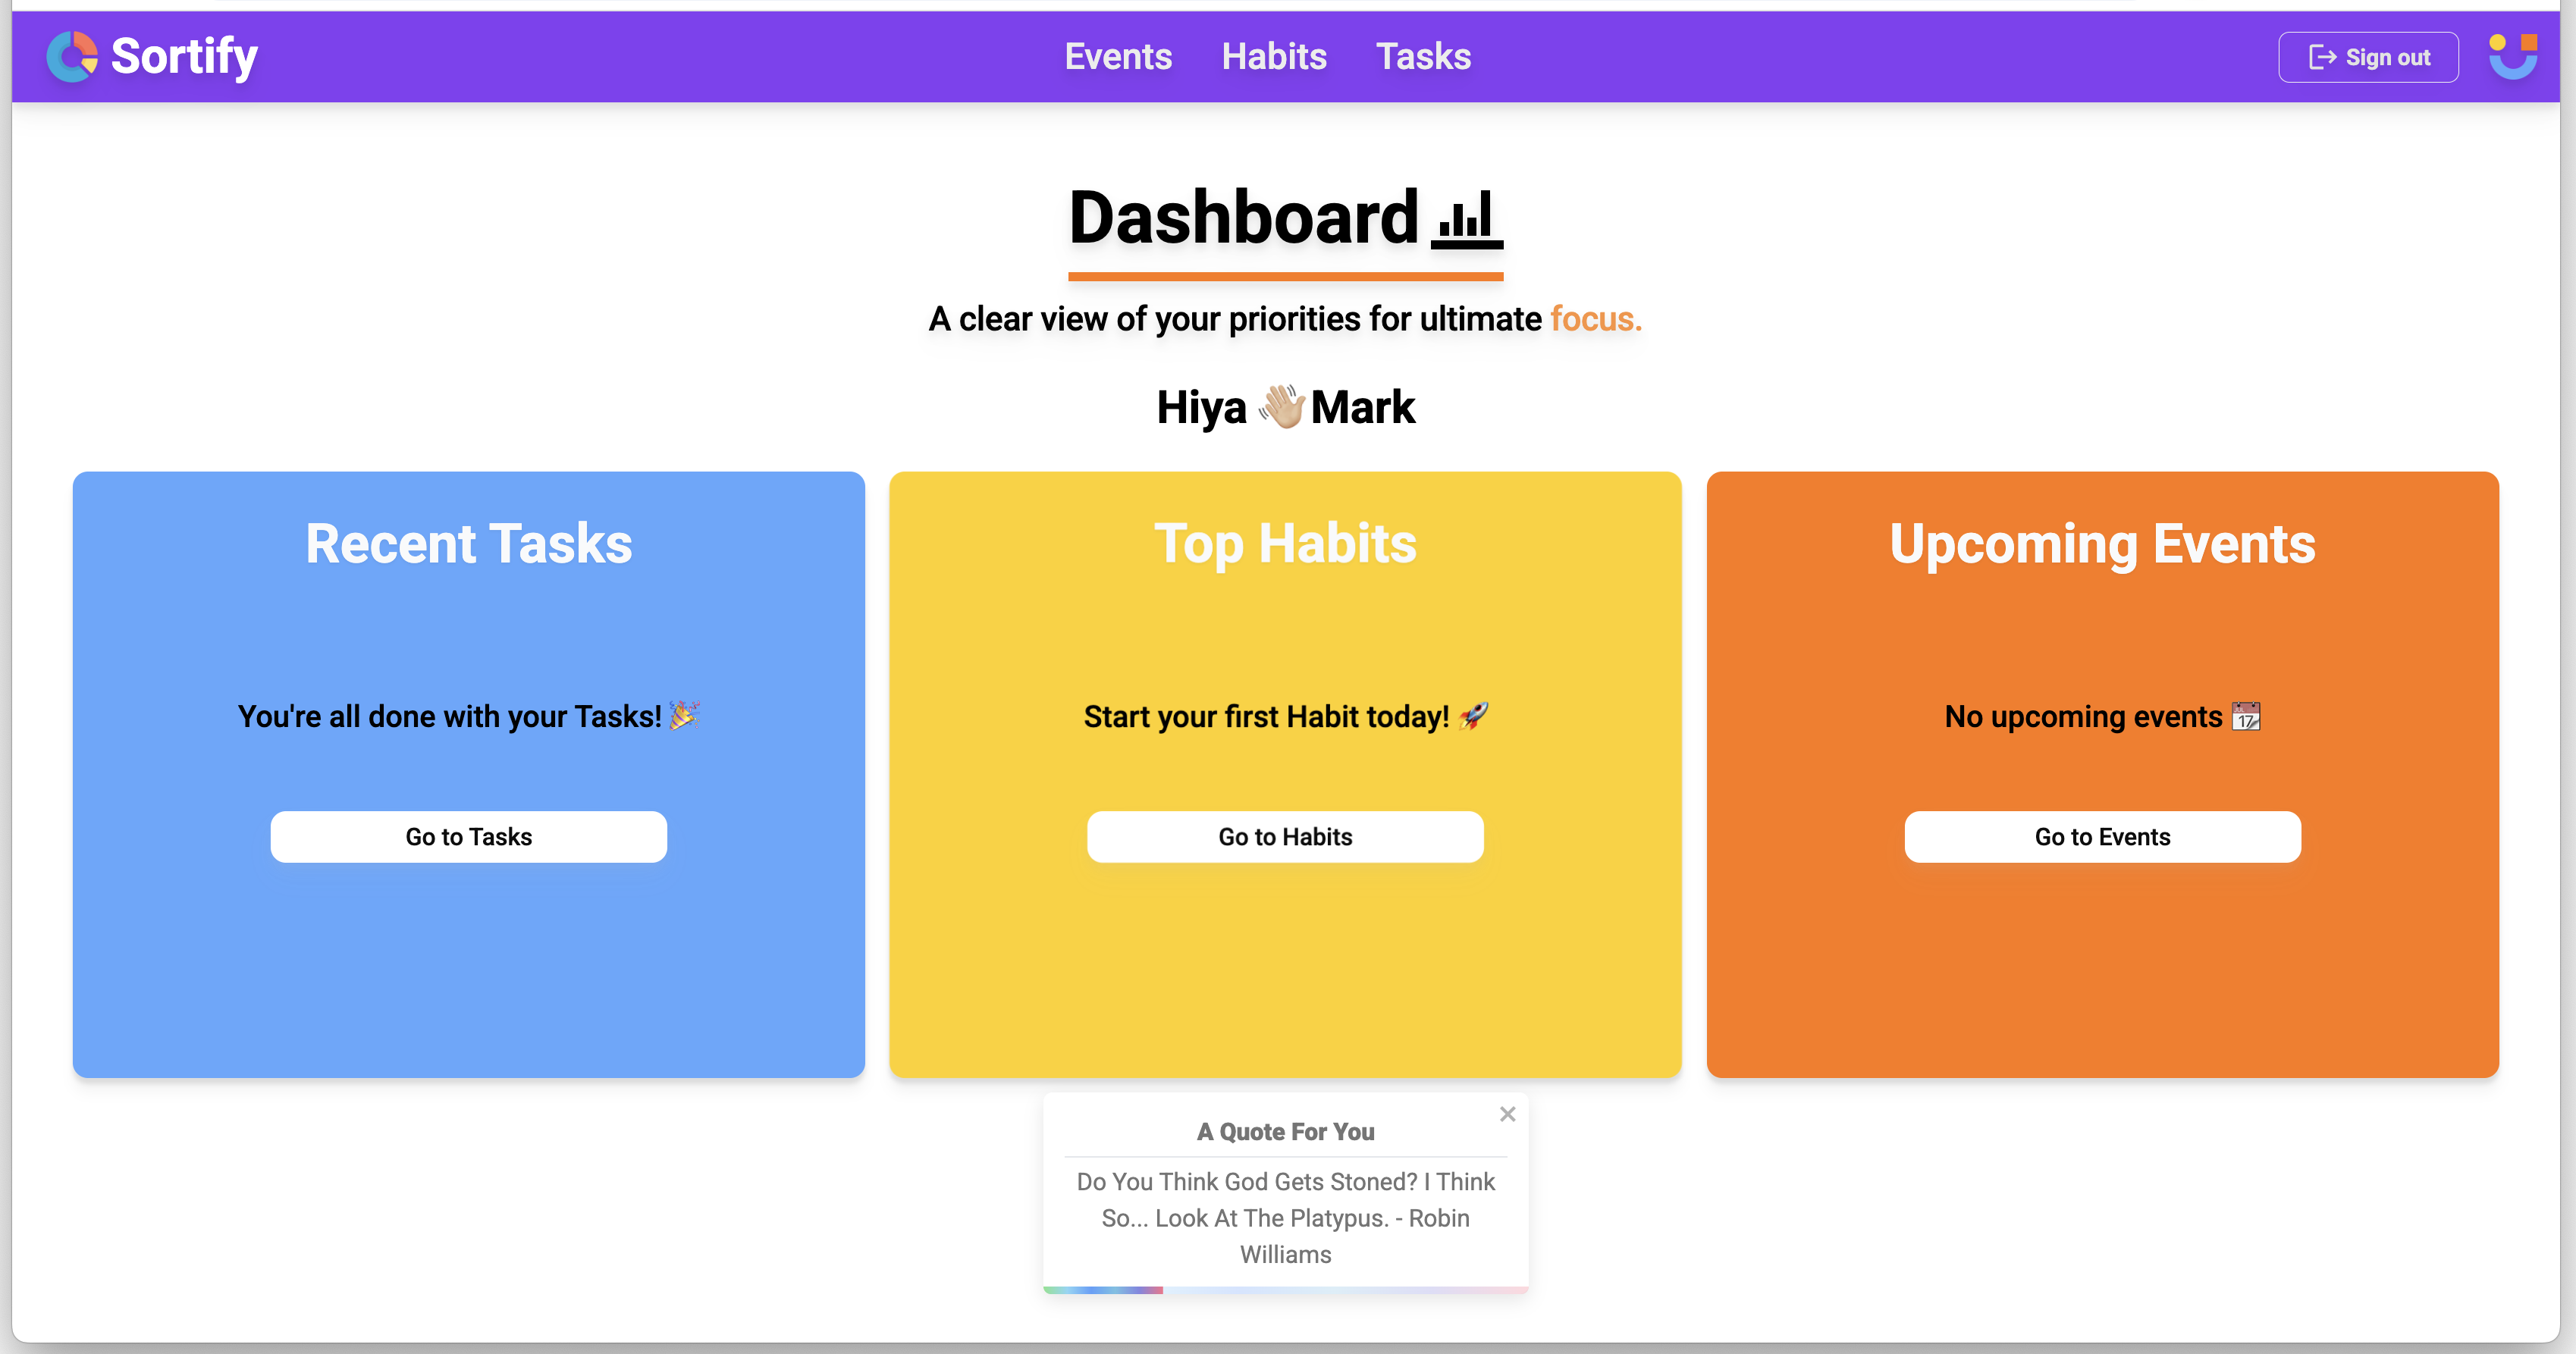 Sortify
Events Habits Tasks
Sign out
Dashboard
A clear view of your priorities for ultimate focus.
Hiya 👋🏼 Mark
Recent Tasks
You're all done with your Tasks! 🎉
Go to Tasks
Top Habits
Start your first Habit today! 🚀
Go to Habits
Upcoming Events
No upcoming events 📆
Go to Events
A Quote For You
Do You Think God Gets Stoned? I Think
So... Look At The Platypus. - Robin
Williams